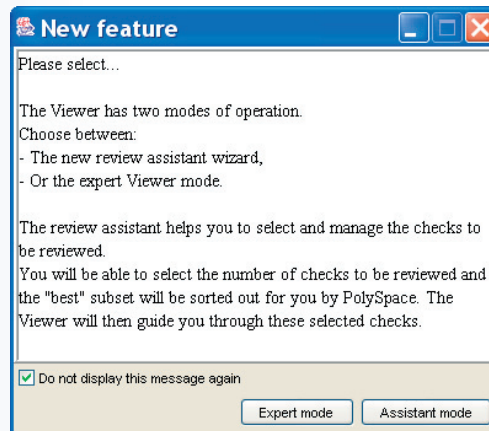 New feature
Please select...
The Viewer has two modes of operation.
Choose between:
- The new review assistant wizard,
- Or the expert Viewer mode.
The review assistant helps you to select and manage the checks to
be reviewed.
You will be able to select the number of checks to be reviewed and
the "best" subset will be sorted out for you by PolySpace. The
Viewer will then guide you through these selected checks.
Do not display this message again
Expert mode Assistant mode